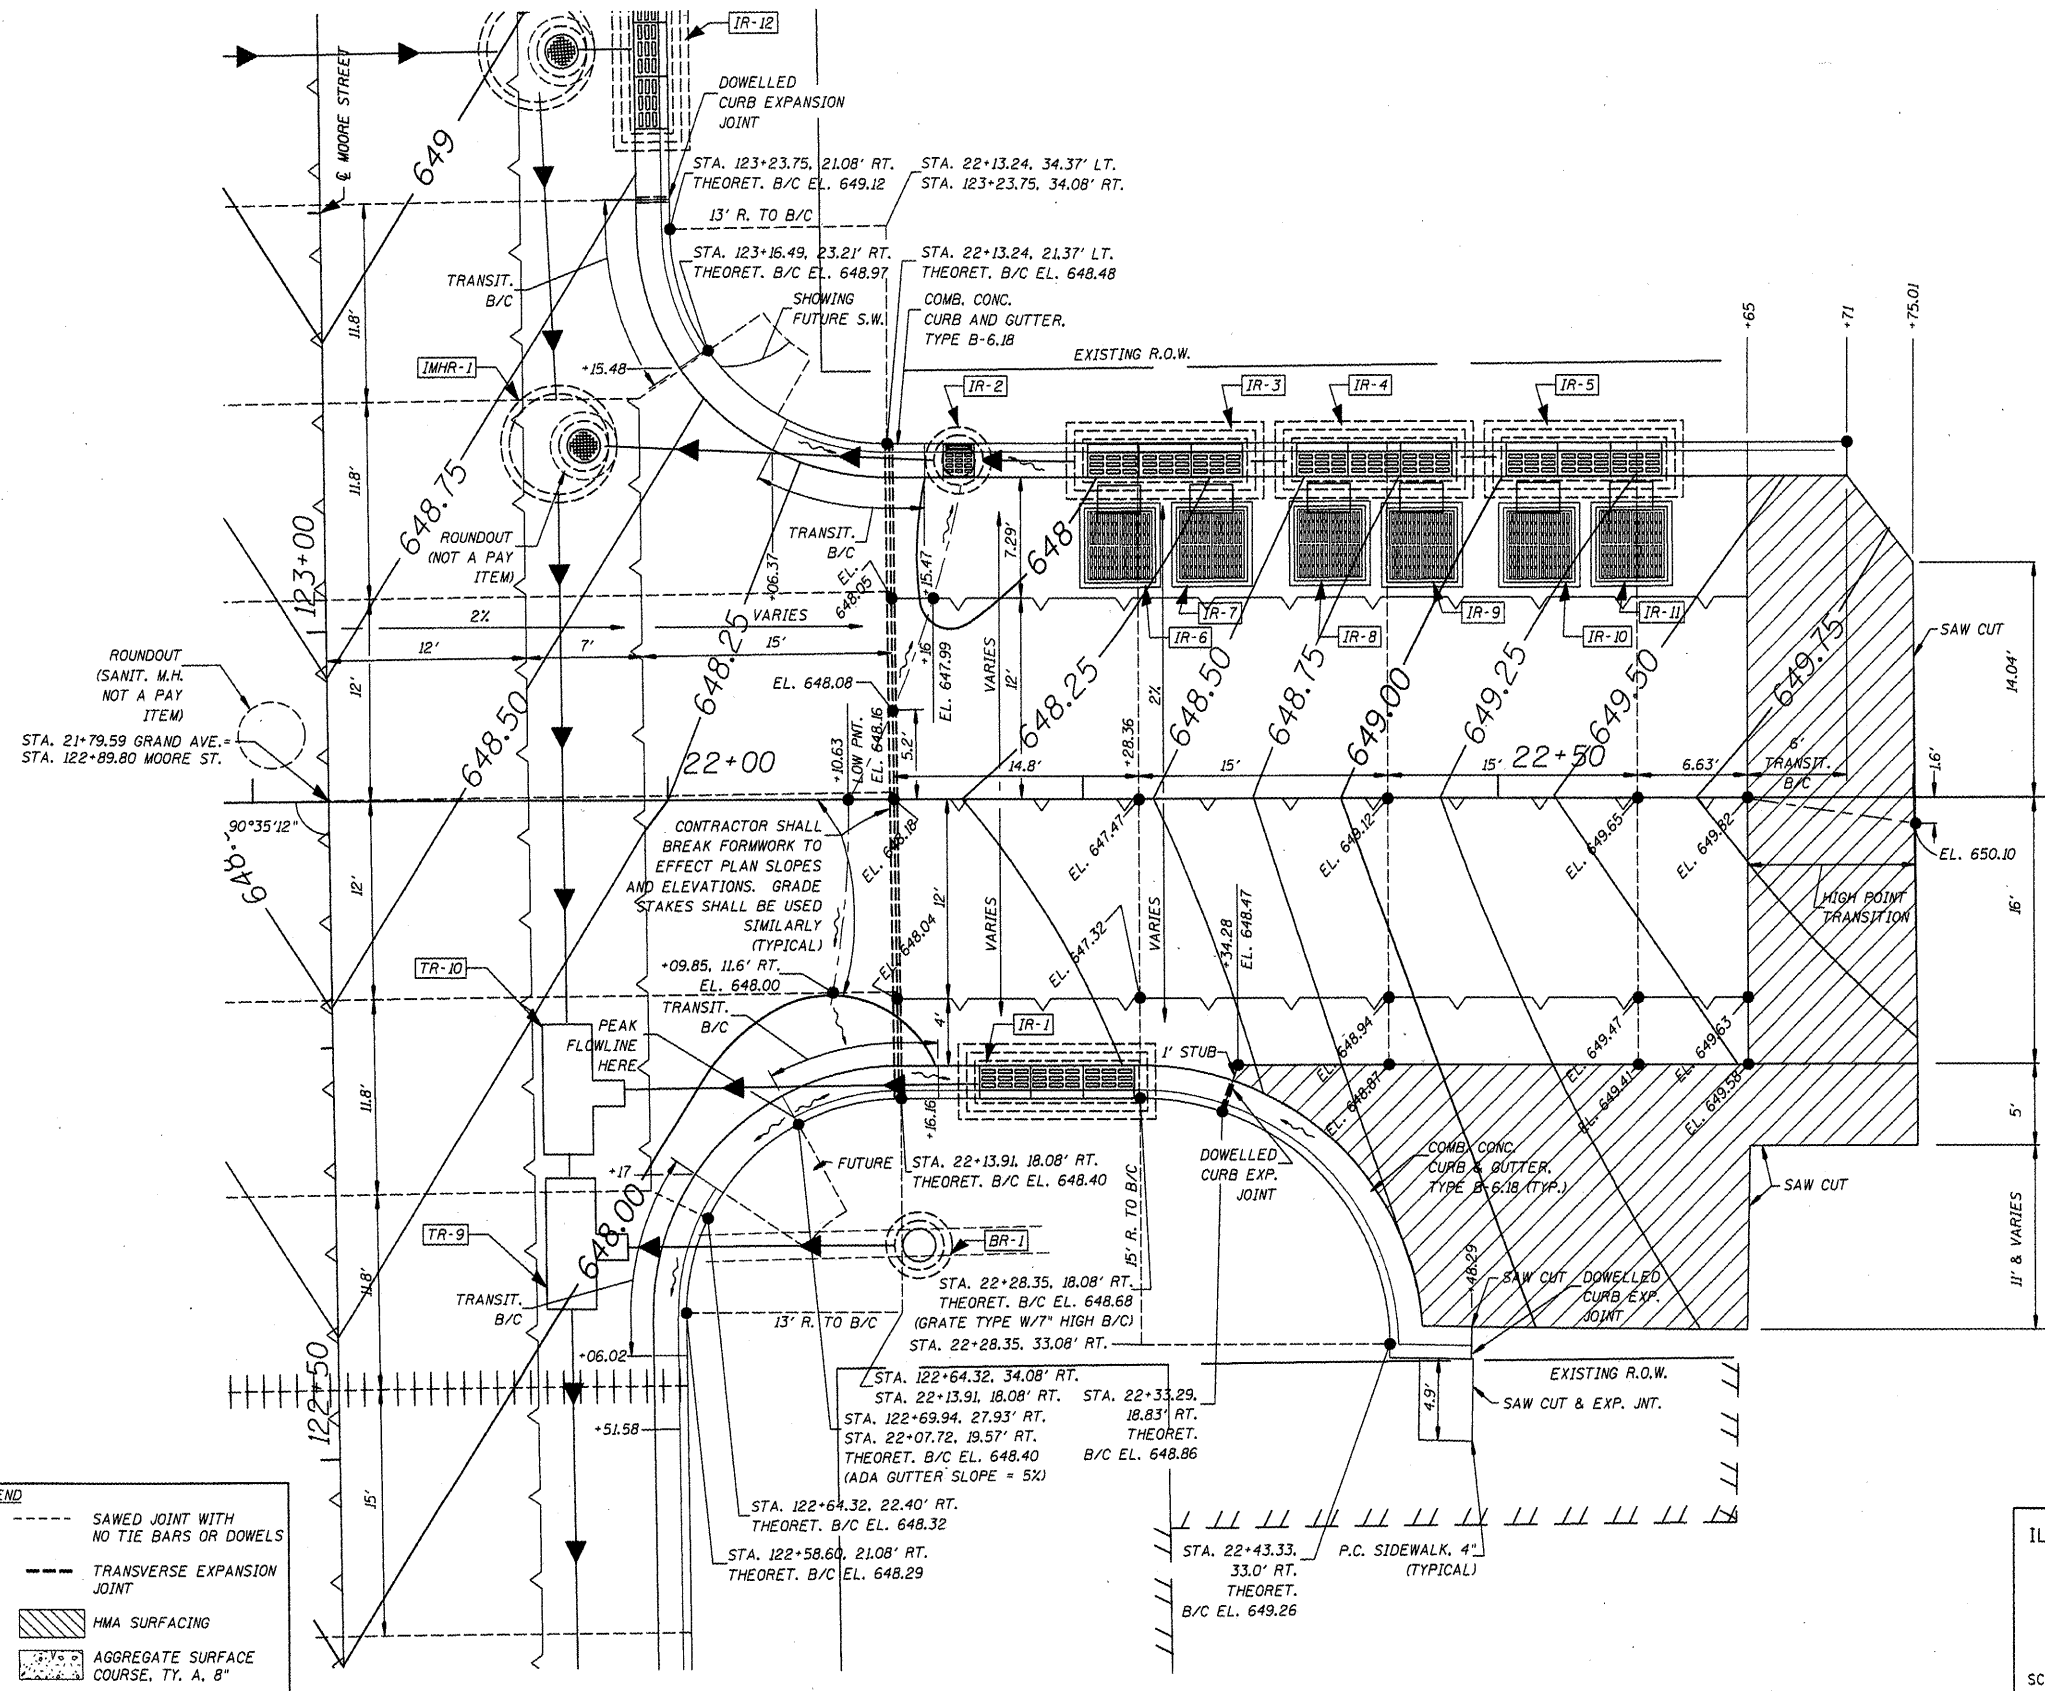 IR-12
℄ MOORE STREET
DOWELLED
CURB EXPANSION
JOINT
649
STA. 123+23.75, 21.08' RT.
THEORET. B/C EL. 649.12
STA. 22+13.24, 34.37' LT.
STA. 123+23.75, 34.08' RT.
13' R. TO B/C
STA. 123+16.49, 23.21' RT.
THEORET. B/C EL. 648.97
STA. 22+13.24, 21.37' LT.
THEORET. B/C EL. 648.48
TRANSIT.
B/C
SHOWING
FUTURE S.W.
COMB. CONC.
CURB AND GUTTER,
TYPE B-6.18
11.8'
+65
+71
+75.01
EXISTING R.O.W.
IMHR-1
+15.48
IR-2
IR-3
IR-4
IR-5
11.8'
648.75
ROUNDOUT
(NOT A PAY
ITEM)
TRANSIT.
B/C
7.29'
648
+06.37
EL.
648.05
+15.47
123+00
2%
VARIES
12'
7'
15'
IR-6
IR-7
IR-8
IR-9
IR-10
IR-11
SAW CUT
ROUNDOUT
(SANIT. M.H.
NOT A PAY
ITEM)
12'
648.50
648.25
EL. 648.08
+16
EL. 647.99
VARIES
12'
2%
648.25
648.50
648.75
649.00
649.25
649.50
649.75
14.04'
STA. 21+79.59 GRAND AVE.=
STA. 122+89.80 MOORE ST.
22+00
+10.63
LOW PNT.
EL. 648.16
5.2'
14.8'
+28.36
15'
15'
22+50
6.63'
6'
TRANSIT.
B/C
1.6'
90°35'12"
648.
CONTRACTOR SHALL
BREAK FORMWORK TO
EFFECT PLAN SLOPES
AND ELEVATIONS. GRADE
STAKES SHALL BE USED
SIMILARLY
(TYPICAL)
EL. 648.18
EL. 647.47
EL. 649.12
EL. 649.65
EL. 649.82
EL. 650.10
12'
12'
VARIES
VARIES
HIGH POINT
TRANSITION
16'
EL. 648.04
EL. 647.32
+34.28
EL. 648.47
+09.85, 11.6' RT.
EL. 648.00
TR-10
TRANSIT.
B/C
PEAK
FLOWLINE
HERE
4'
IR-1
1' STUB
EL. 648.94
EL. 649.47
EL. 649.63
EL. 648.87
EL. 649.41
EL. 649.58
11.8'
+16.16
5'
+17
FUTURE
STA. 22+13.91, 18.08' RT.
THEORET. B/C EL. 648.40
DOWELLED
CURB EXP.
JOINT
COMB. CONC.
CURB & GUTTER,
TYPE B-6.18 (TYP.)
SAW CUT
TR-9
648.00
BR-1
15' R. TO B/C
11' & VARIES
11.8'
TRANSIT.
B/C
STA. 22+28.35, 18.08' RT.
THEORET. B/C EL. 648.68
(GRATE TYPE W/7" HIGH B/C)
STA. 22+28.35, 33.08' RT.
+48.29
SAW CUT
DOWELLED
CURB EXP.
JOINT
13' R. TO B/C
+06.02
122+50
STA. 122+64.32, 34.08' RT.
STA. 22+13.91, 18.08' RT.
STA. 122+69.94, 27.93' RT.
STA. 22+07.72, 19.57' RT.
THEORET. B/C EL. 648.40
(ADA GUTTER SLOPE = 5%)
STA. 22+33.29,
18.83' RT.
THEORET.
B/C EL. 648.86
EXISTING R.O.W.
4.9'
SAW CUT & EXP. JNT.
+51.58
15'
STA. 122+64.32, 22.40' RT.
THEORET. B/C EL. 648.32
STA. 122+58.60, 21.08' RT.
THEORET. B/C EL. 648.29
STA. 22+43.33,
33.0' RT.
THEORET.
B/C EL. 649.26
P.C. SIDEWALK, 4"
(TYPICAL)
END
SAWED JOINT WITH
NO TIE BARS OR DOWELS
TRANSVERSE EXPANSION
JOINT
HMA SURFACING
AGGREGATE SURFACE
COURSE, TY. A, 8"
IL
SC